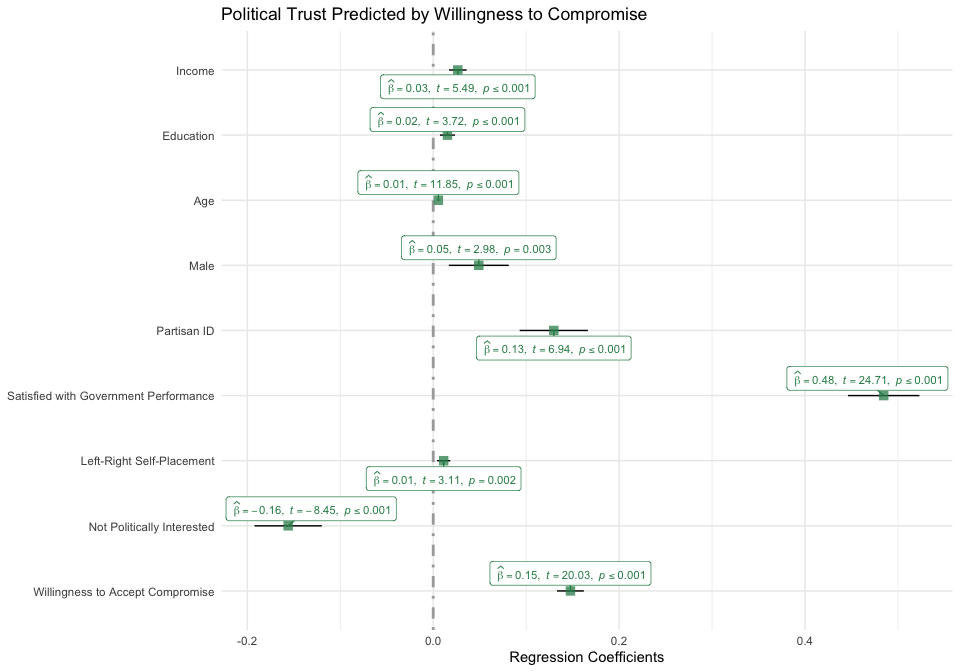 Political Trust Predicted by Willingness to Compromise
Income
β̂ = 0.03, t = 5.49, p ≤ 0.001
β̂ = 0.02, t = 3.72, p ≤ 0.001
Education
β̂ = 0.01, t = 11.85, p ≤ 0.001
Age
β̂ = 0.05, t = 2.98, p = 0.003
Male
Partisan ID
β̂ = 0.13, t = 6.94, p ≤ 0.001
β̂ = 0.48, t = 24.71, p ≤ 0.001
Satisfied with Government Performance
Left-Right Self-Placement
β̂ = 0.01, t = 3.11, p = 0.002
β̂ = −0.16, t = −8.45, p ≤ 0.001
Not Politically Interested
β̂ = 0.15, t = 20.03, p ≤ 0.001
Willingness to Accept Compromise
-0.2 0.0 0.2 0.4
Regression Coefficients